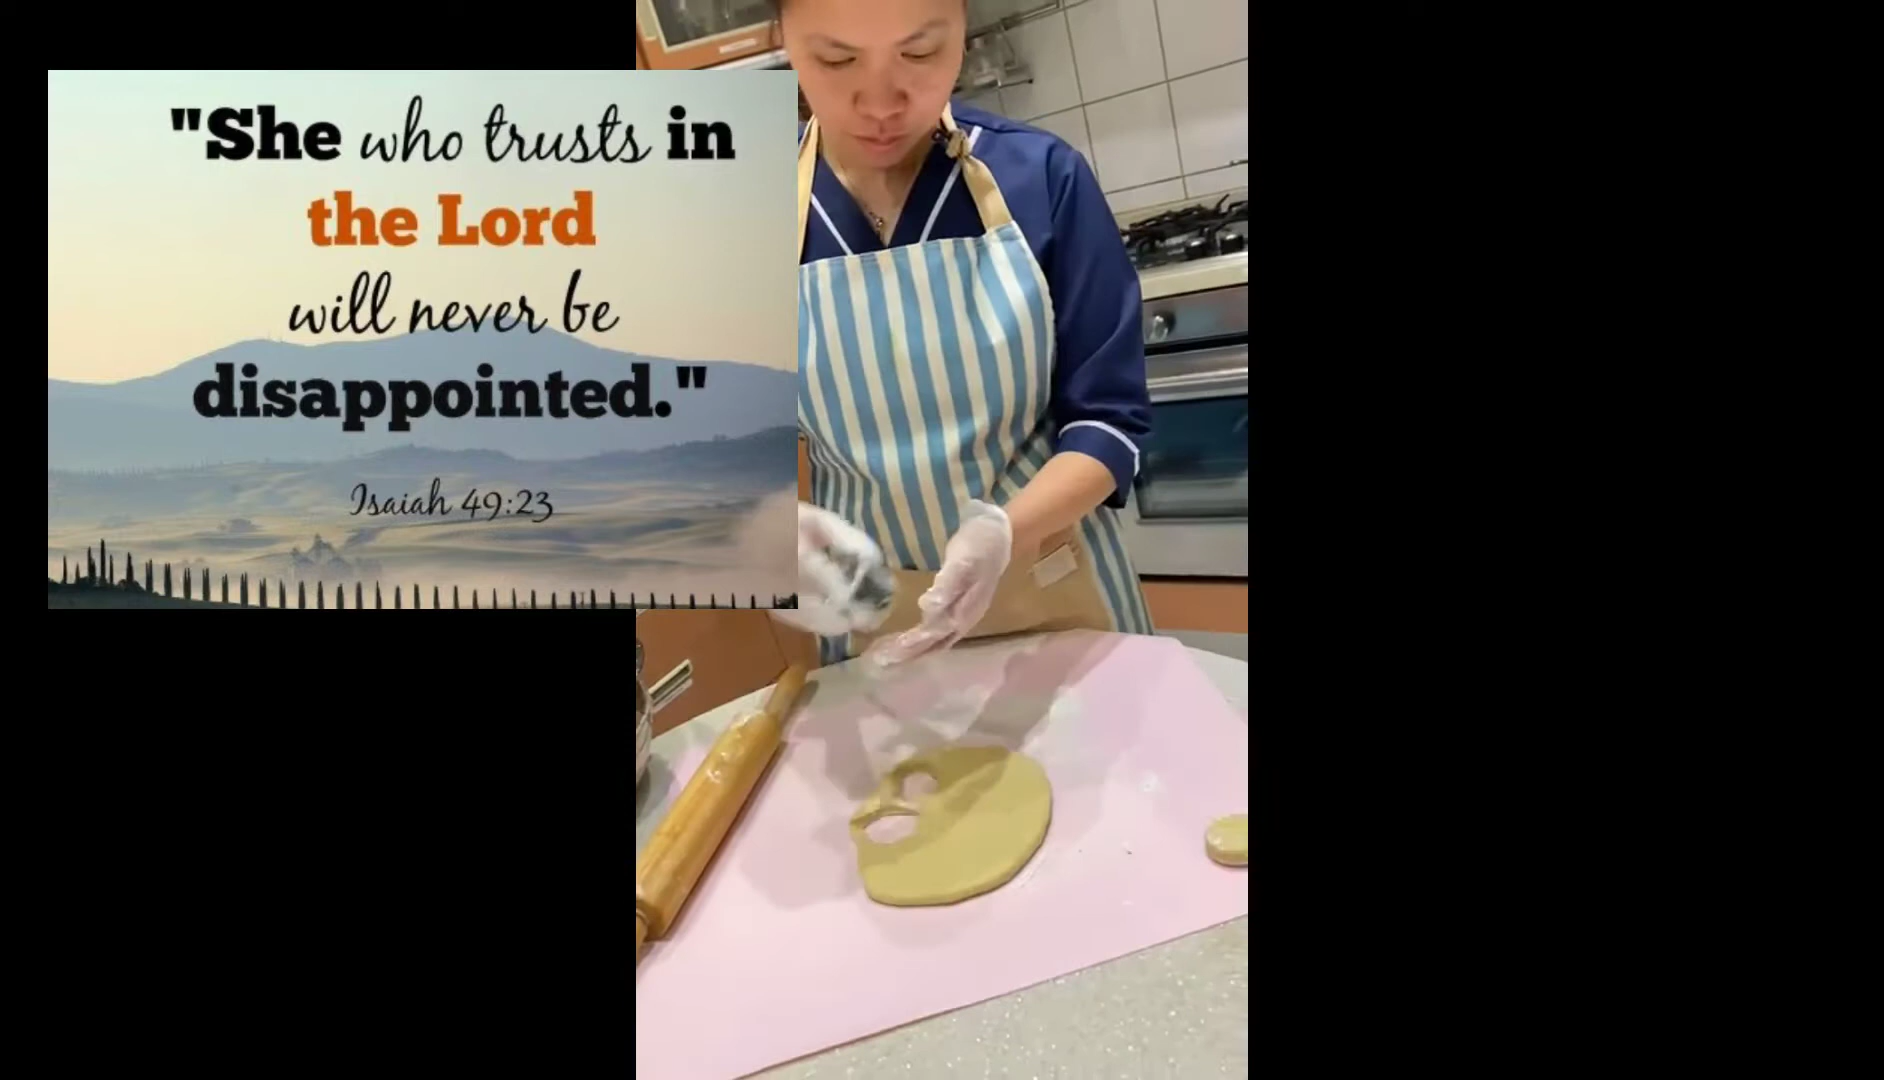 "She who trusts in
the Lord
will never be
disappointed."
Isaiah 49:23